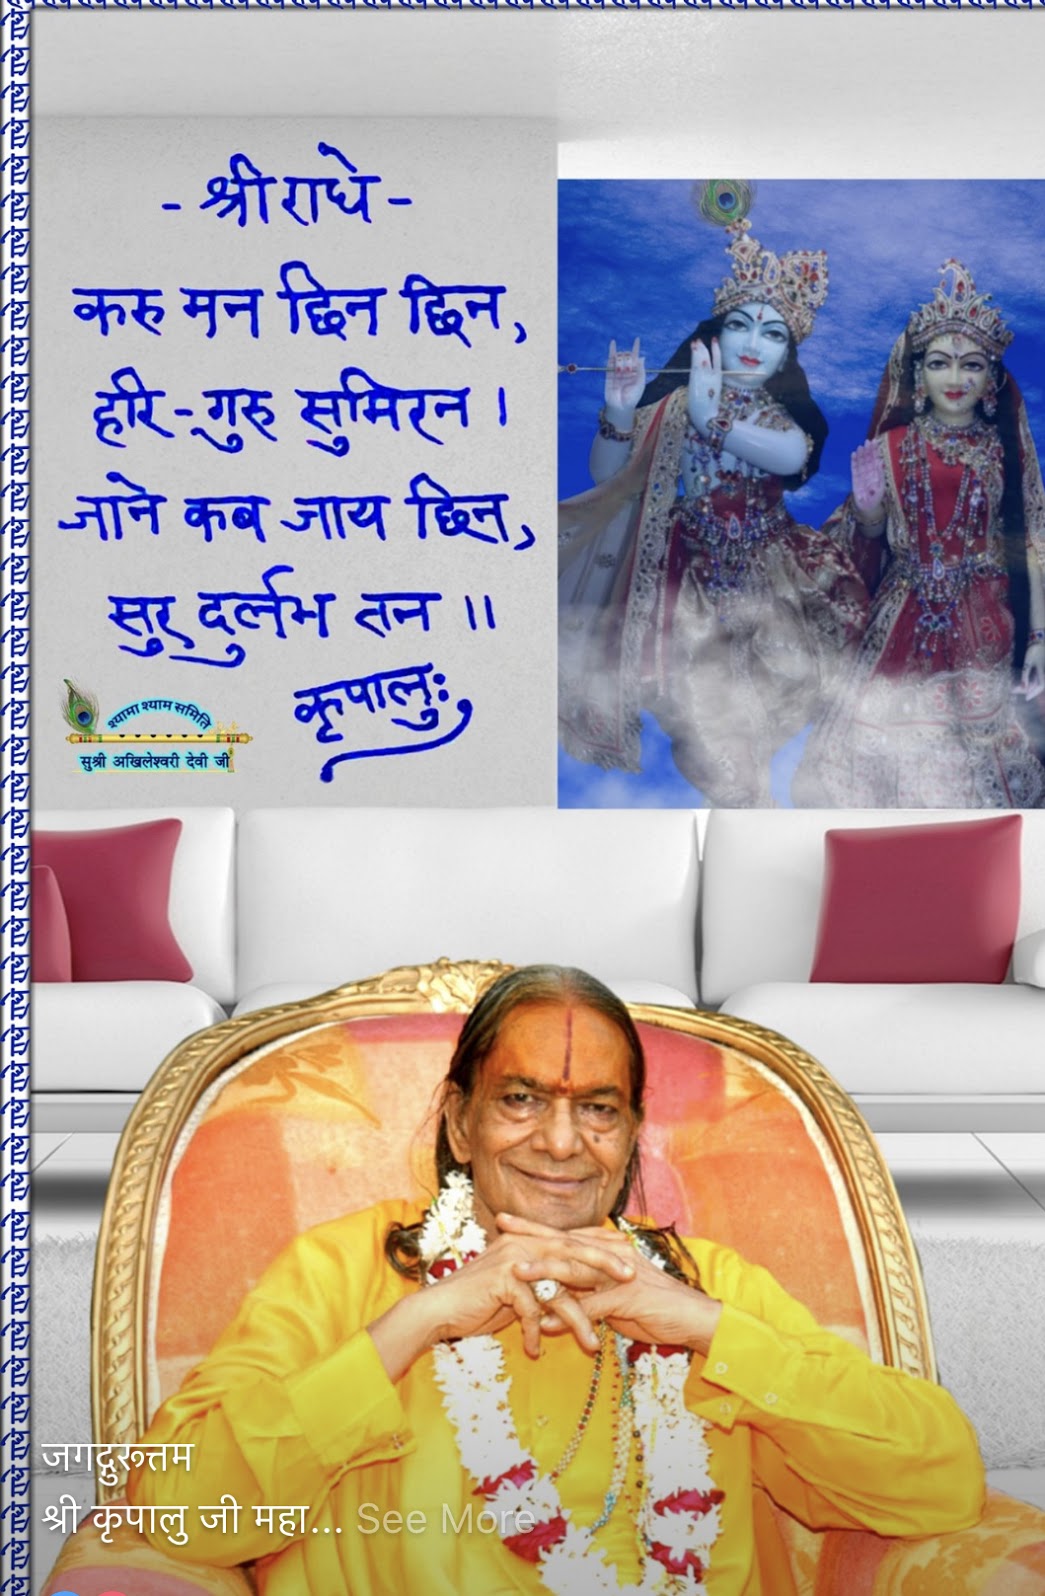 - श्री राधे -
करु मन छिन छिन,
हरि - गुरु सुमिरन ।
जाने कब जाय छिन,
सुर दुर्लभ तन ॥
कृपालुः
श्यामा श्याम समिति
सुश्री अखिलेश्वरी देवी जी
जगद्गुरूत्तम
श्री कृपालु जी महा... See More